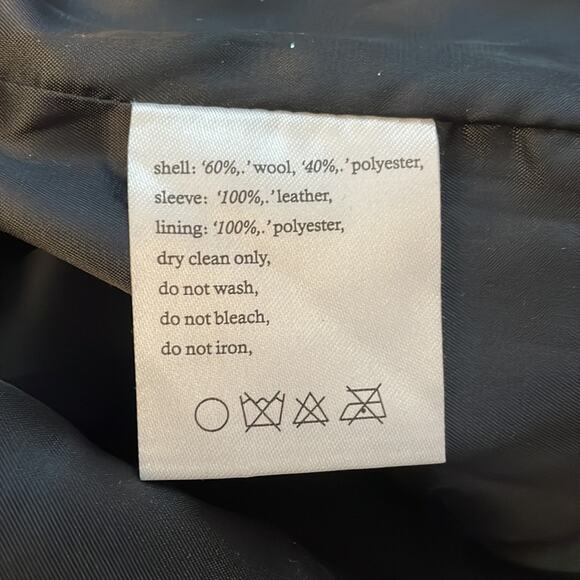 shell: ‘60%,.’wool, ‘40%,.’polyester,
sleeve: ‘100%,.’leather,
lining: ‘100%,.’polyester,
dry clean only,
do not wash,
do not bleach,
do not iron,